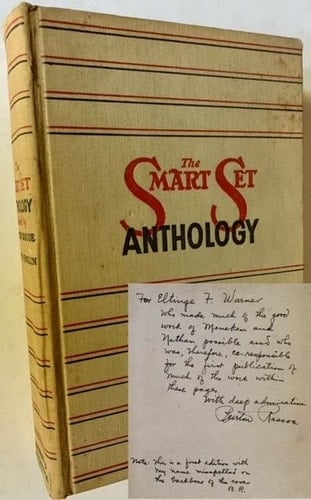 The
SMART SET
ANTHOLOGY
The
SMART SET
ANTHOLOGY
For Eltinge F. Warner
who made much of the good
work of Mencken and
Nathan possible and who
was, therefore, co-responsible
for the first publication of
much of the work within
these pages.
With deep admiration
Burton Rascoe
Note: This is a first edition with
my name misspelled on
the backbone of the cover
B.R.